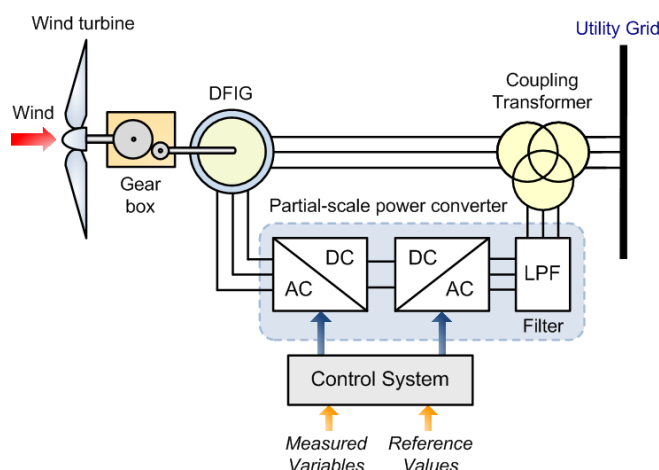 Wind turbine
Utility Grid
DFIG
Coupling
Transformer
Wind
Gear
box
Partial-scale power converter
DC
AC
DC
AC
LPF
Filter
Control System
Measured
Variables
Reference
Values